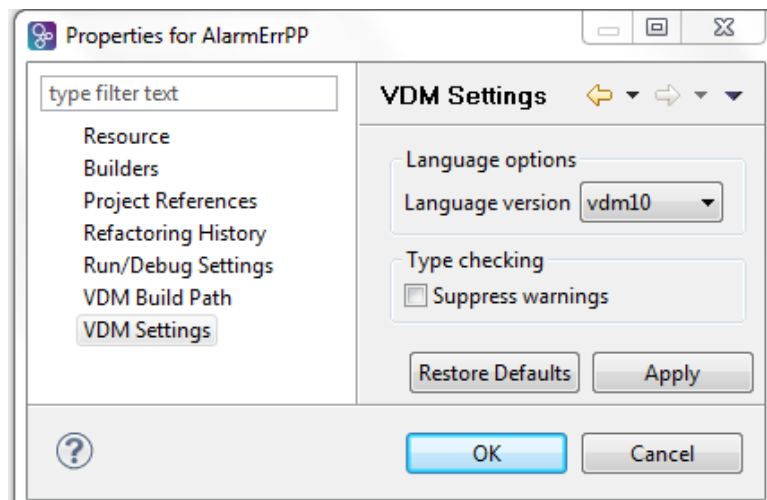 Properties for AlarmErrPP
type filter text
Resource
Builders
Project References
Refactoring History
Run/Debug Settings
VDM Build Path
VDM Settings
VDM Settings
Language options
Language version vdm10
Type checking
Suppress warnings
Restore Defaults Apply
? OK Cancel